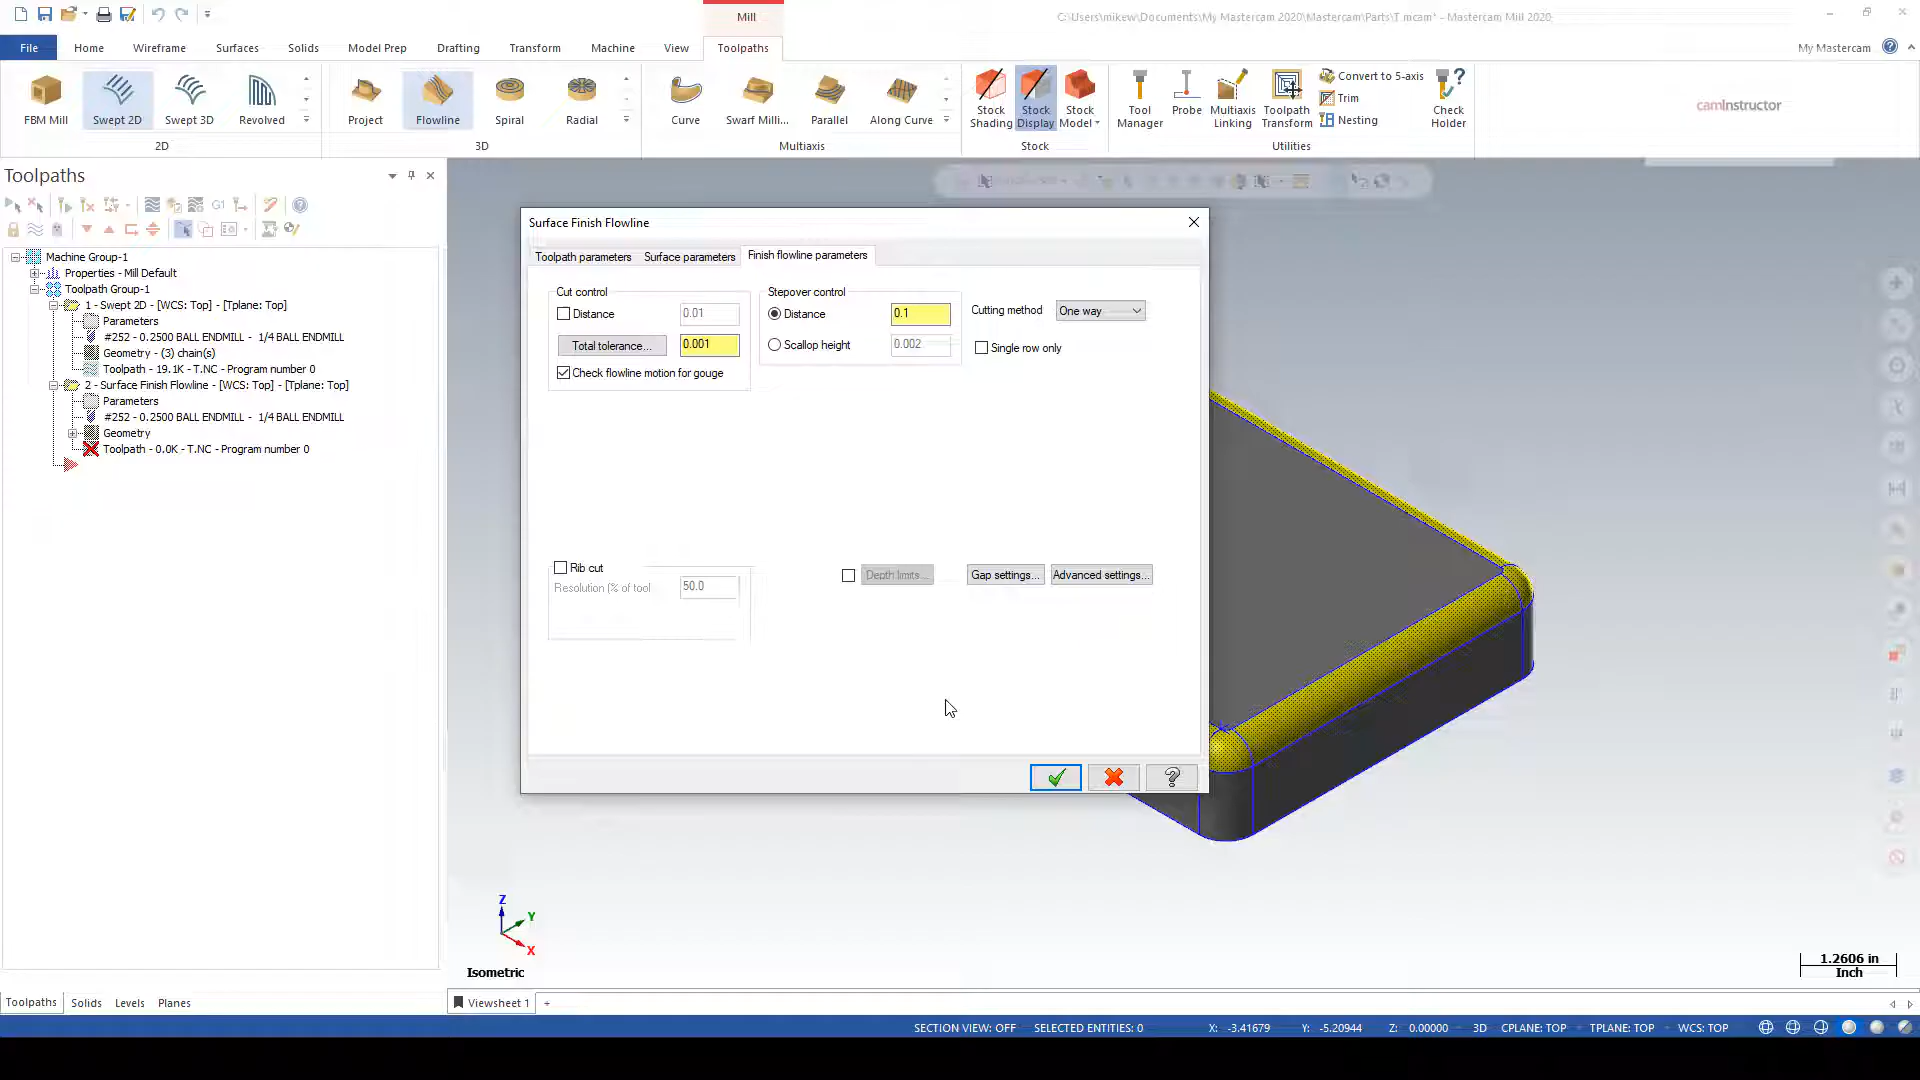 Mill
C:\Users\mikew\Documents\My Mastercam 2020\Mastercam\Parts\T.mcam* - Mastercam Mill 2020
File Home Wireframe Surfaces Solids Model Prep Drafting Transform Machine View Toolpaths My Mastercam
FBM Mill Swept 2D Swept 3D Revolved Project Flowline Spiral Radial Curve Swarf Milli... Parallel Along Curve Stock Shading Stock Display Stock Model Tool Manager Probe Multiaxis Linking Toolpath Transform Convert to 5-axis Trim Nesting Check Holder
camInstructor
2D 3D Multiaxis Stock Utilities
Toolpaths
G1
Machine Group-1
Properties - Mill Default
Toolpath Group-1
1 - Swept 2D - [WCS: Top] - [Tplane: Top]
Parameters
#252 - 0.2500 BALL ENDMILL - 1/4 BALL ENDMILL
Geometry - (3) chain(s)
Toolpath - 19.1K - T.NC - Program number 0
2 - Surface Finish Flowline - [WCS: Top] - [Tplane: Top]
Parameters
#252 - 0.2500 BALL ENDMILL - 1/4 BALL ENDMILL
Geometry
Toolpath - 0.0K - T.NC - Program number 0
Surface Finish Flowline
Toolpath parameters Surface parameters Finish flowline parameters
Cut control
Distance 0.01
Total tolerance... 0.001
Check flowline motion for gouge
Stepover control
Distance 0.1
Scallop height 0.002
Cutting method One way
Single row only
Rib cut
Resolution (% of tool 50.0
Depth limits... Gap settings... Advanced settings...
Z
Y
X
Isometric
1.2606 in
Inch
Toolpaths Solids Levels Planes
Viewsheet 1 +
SECTION VIEW: OFF SELECTED ENTITIES: 0 X: -3.41679 Y: -5.20944 Z: 0.00000 3D CPLANE: TOP TPLANE: TOP WCS: TOP